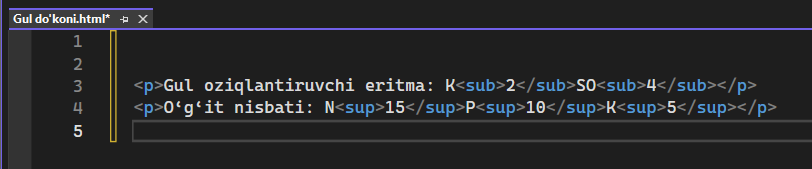 Gul do'koni.html*
1
2
3 <p>Gul oziqlantiruvchi eritma: K<sub>2</sub>SO<sub>4</sub></p>
4 <p>O‘g‘it nisbati: N<sup>15</sup>P<sup>10</sup>K<sup>5</sup></p>
5